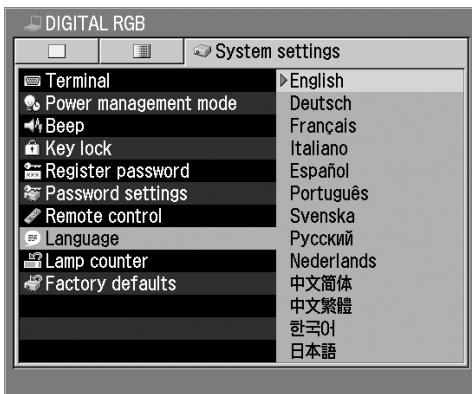 DIGITAL RGB
System settings
Terminal
Power management mode
Beep
Key lock
Register password
Password settings
Remote control
Language
Lamp counter
Factory defaults
English
Deutsch
Français
Italiano
Español
Português
Svenska
Русский
Nederlands
中文简体
中文繁體
한국어
日本語